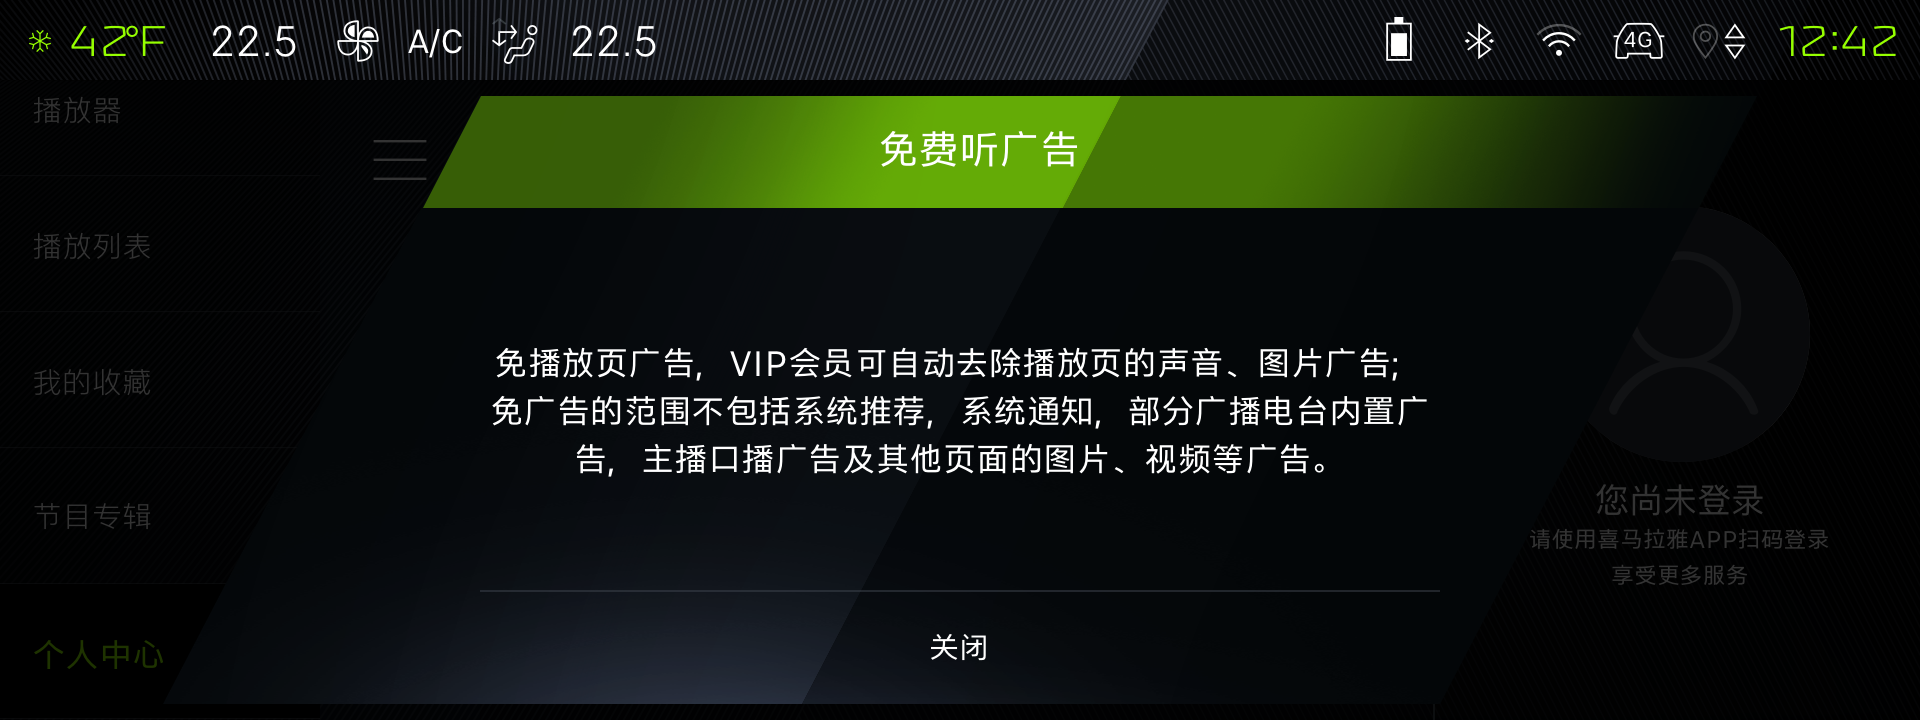 42°F 22.5 A/C 22.5 4G 12:42
播放器
播放列表
我的收藏
节目专辑
个人中心
免费听广告
免播放页广告，VIP会员可自动去除播放页的声音、图片广告;
免广告的范围不包括系统推荐，系统通知，部分广播电台内置广
告，主播口播广告及其他页面的图片、视频等广告。
关闭
您尚未登录
请使用喜马拉雅APP扫码登录
享受更多服务